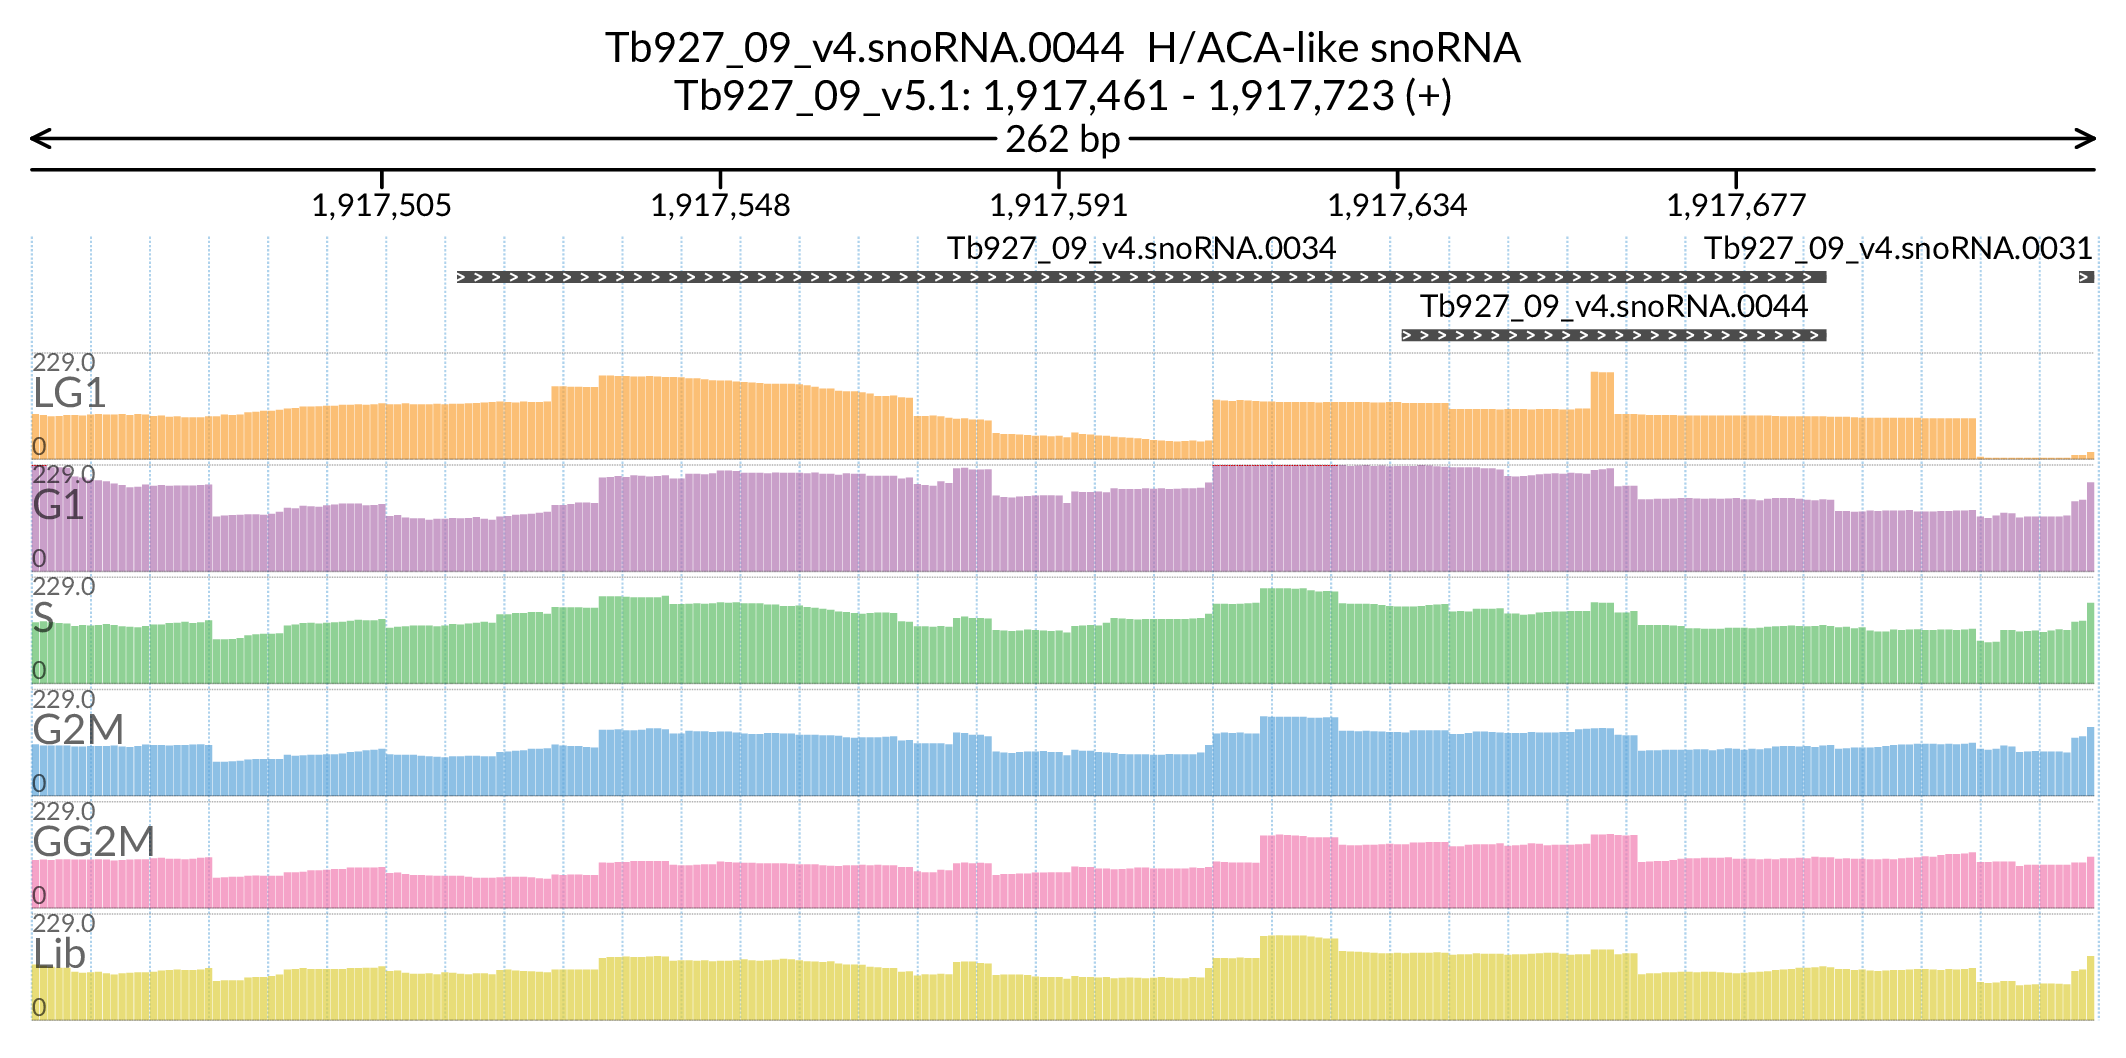 Tb927_09_v4.snoRNA.0044 H/ACA-like snoRNA
Tb927_09_v5.1: 1,917,461 - 1,917,723 (+)
262 bp
1,917,505 1,917,548 1,917,591 1,917,634 1,917,677
Tb927_09_v4.snoRNA.0034 Tb927_09_v4.snoRNA.0031
Tb927_09_v4.snoRNA.0044
229.0
LG1
0
229.0
G1
0
229.0
S
0
229.0
G2M
0
229.0
GG2M
0
229.0
Lib
0